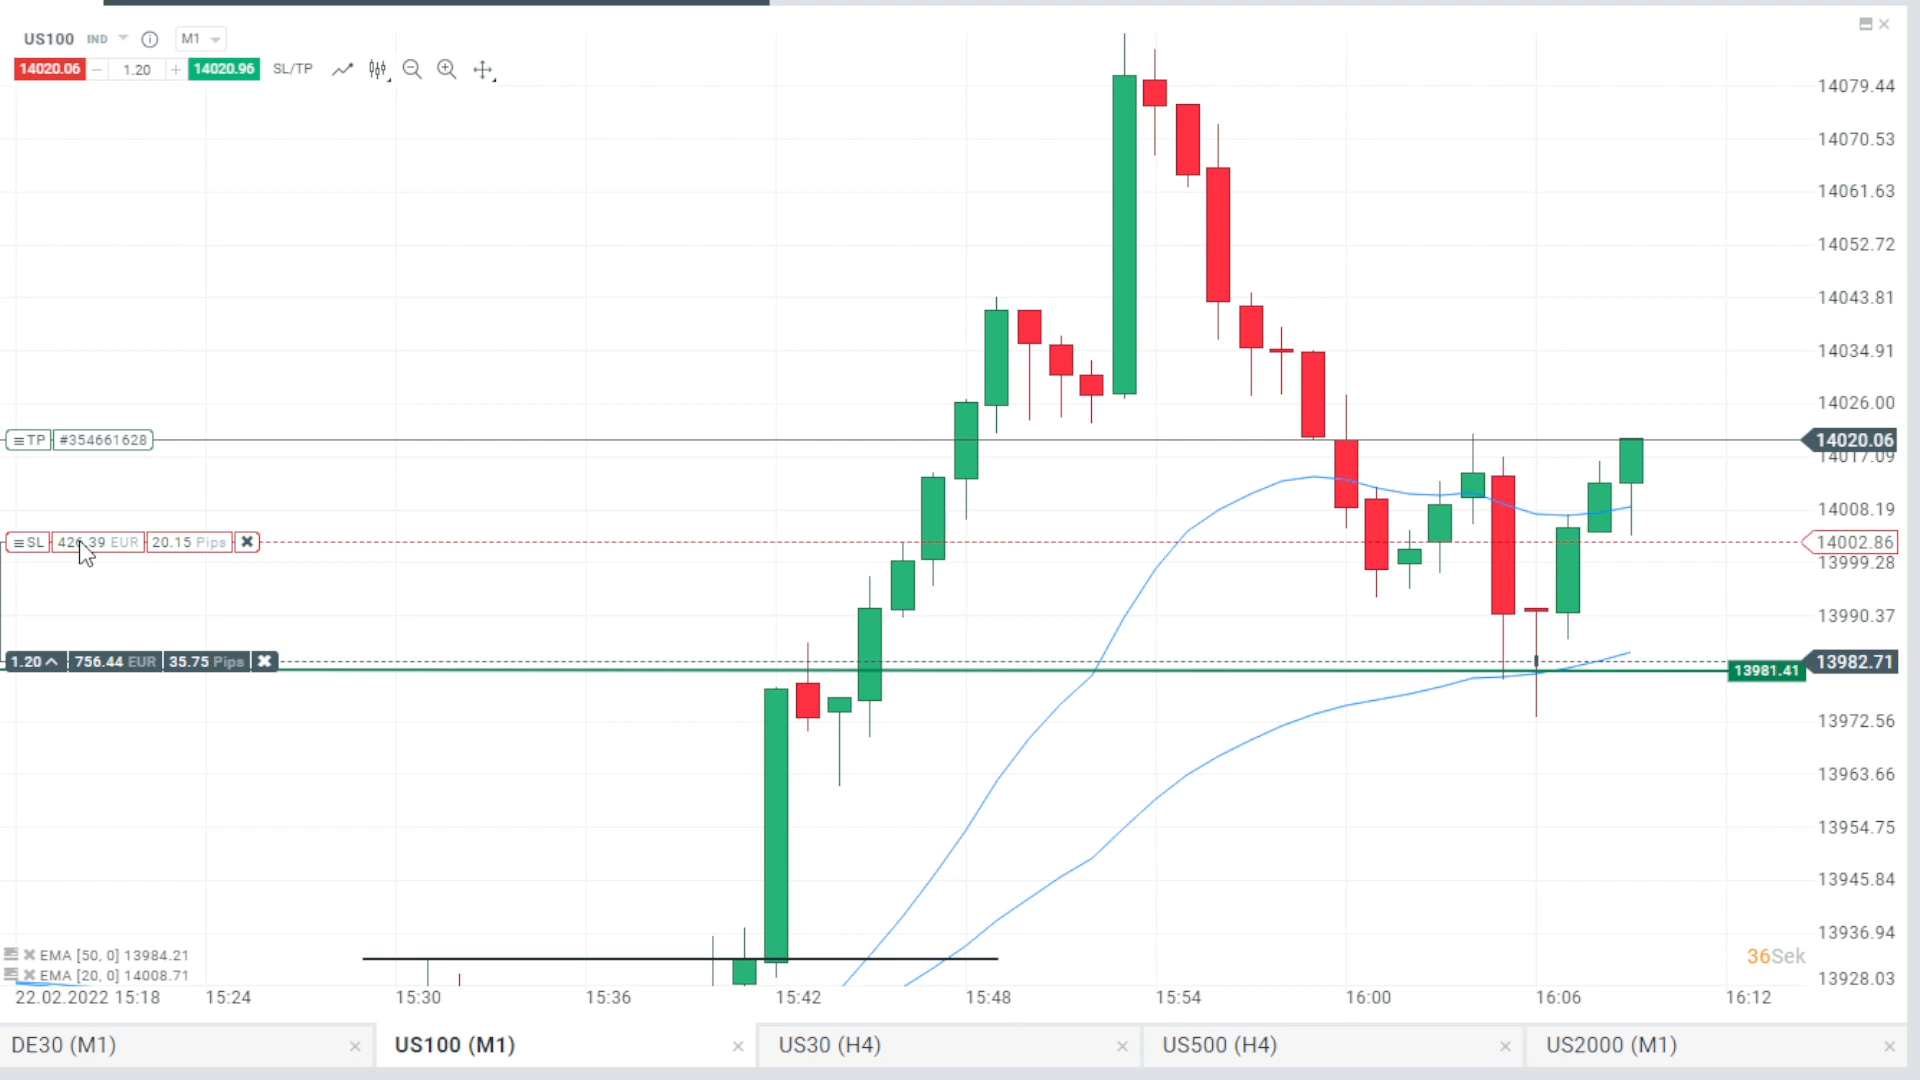 US100 IND M1
14020.06 − 1.20 + 14020.96 SL/TP
14079.44
14070.53
14061.63
14052.72
14043.81
14034.91
14026.00
TP #354661628 14020.06
14017.09
14008.19
SL 426.39 EUR 20.15 Pips 14002.86
13999.28
13990.37
1.20 756.44 EUR 35.75 Pips 13982.71
13981.41
13972.56
13963.66
13954.75
13945.84
13936.94
EMA [50, 0] 13984.21 36Sek
EMA [20, 0] 14008.71
13928.03
22.02.2022 15:18 15:24 15:30 15:36 15:42 15:48 15:54 16:00 16:06 16:12
DE30 (M1) US100 (M1) US30 (H4) US500 (H4) US2000 (M1)